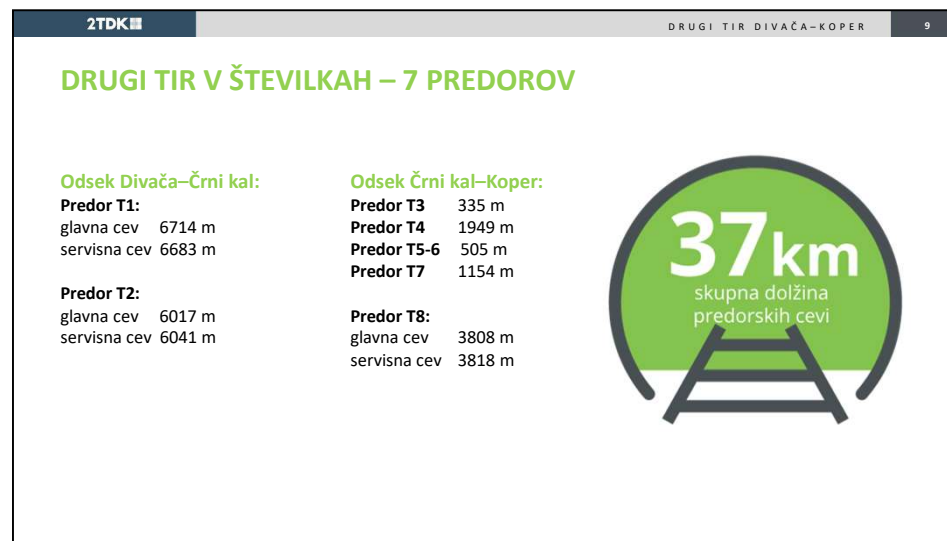 2TDK
DRUGI TIR DIVAČA–KOPER
9
DRUGI TIR V ŠTEVILKAH – 7 PREDOROV
Odsek Divača–Črni kal:
Predor T1:
glavna cev 6714 m
servisna cev 6683 m
Predor T2:
glavna cev 6017 m
servisna cev 6041 m
Odsek Črni kal–Koper:
Predor T3 335 m
Predor T4 1949 m
Predor T5-6 505 m
Predor T7 1154 m
Predor T8:
glavna cev 3808 m
servisna cev 3818 m
37km
skupna dolžina
predorskih cevi